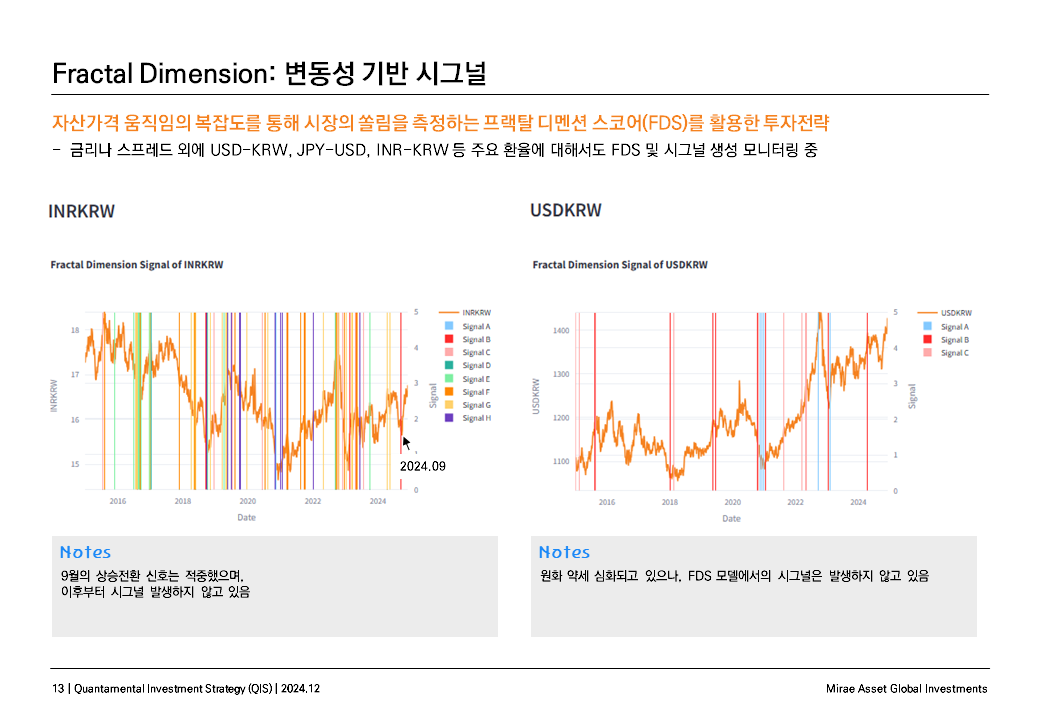 Fractal Dimension: 변동성 기반 시그널
자산가격 움직임의 복잡도를 통해 시장의 쏠림을 측정하는 프랙탈 디멘션 스코어(FDS)를 활용한 투자전략
- 금리나 스프레드 외에 USD-KRW, JPY-USD, INR-KRW 등 주요 환율에 대해서도 FDS 및 시그널 생성 모니터링 중
INRKRW
Fractal Dimension Signal of INRKRW
18
17
16
15
INRKRW
5
4
3
2
0
Signal
2016
2018
2020
2022
2024
Date
INRKRW
Signal A
Signal B
Signal C
Signal D
Signal E
Signal F
Signal G
Signal H
2024.09
Notes
9월의 상승전환 신호는 적중했으며,
이후부터 시그널 발생하지 않고 있음
USDKRW
Fractal Dimension Signal of USDKRW
1400
1300
1200
1100
USDKRW
5
4
3
2
1
0
Signal
2016
2018
2020
2022
2024
Date
USDKRW
Signal A
Signal B
Signal C
Notes
원화 약세 심화되고 있으나, FDS 모델에서의 시그널은 발생하지 않고 있음
13 | Quantamental Investment Strategy (QIS) | 2024.12
Mirae Asset Global Investments